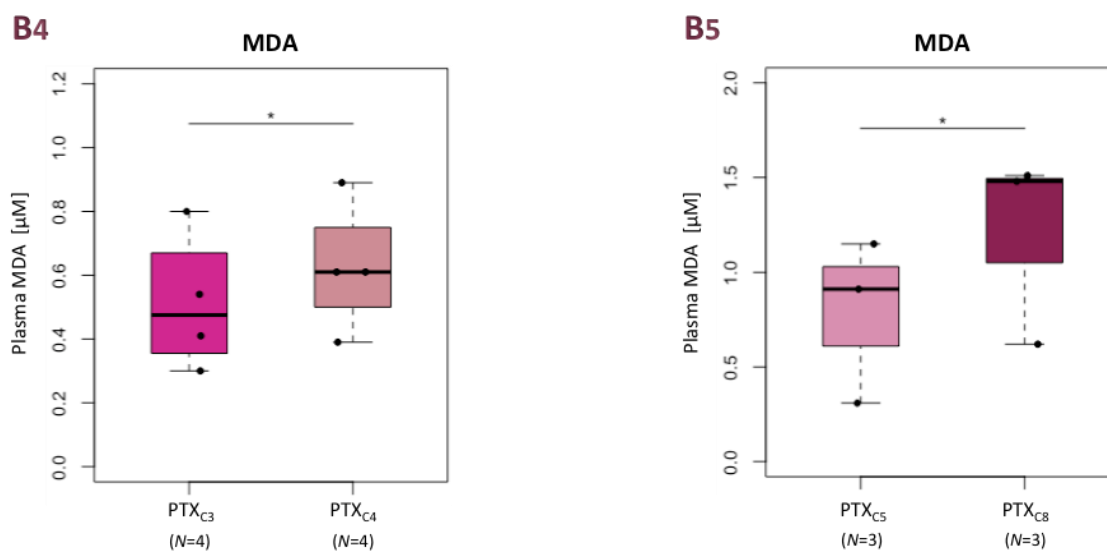 B4
MDA
Plasma MDA [µM]
1.2
1.0
0.8
0.6
0.4
0.2
0.0
*
PTXC3
(N=4)
PTXC4
(N=4)
B5
MDA
Plasma MDA [µM]
2.0
1.5
1.0
0.5
0.0
*
PTXC5
(N=3)
PTXC8
(N=3)